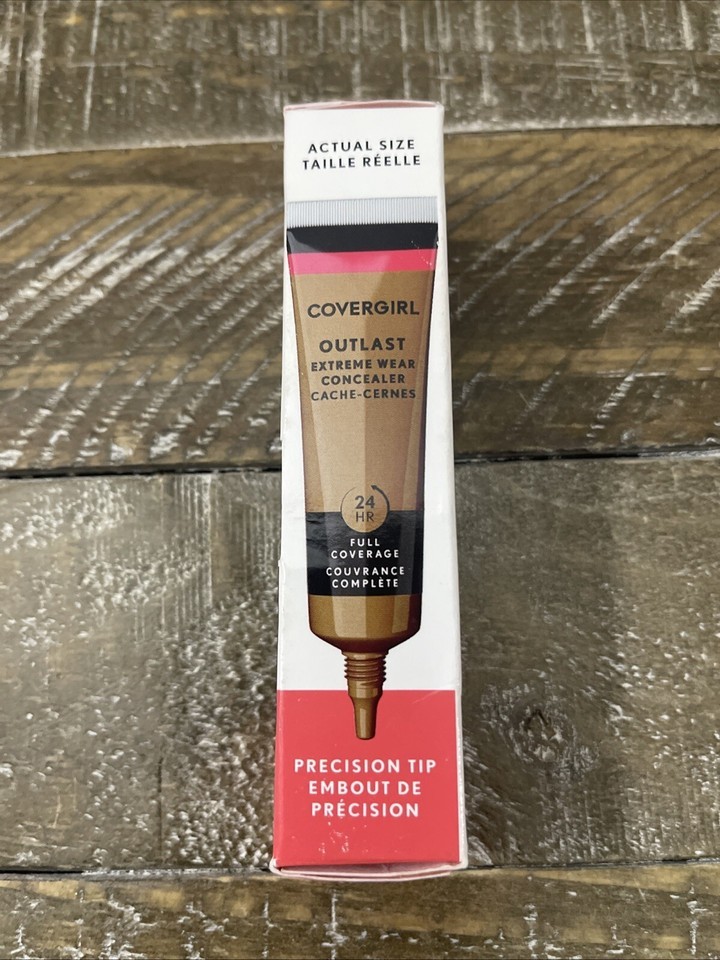 ACTUAL SIZE
TAILLE RÉELLE
COVERGIRL
OUTLAST
EXTREME WEAR
CONCEALER
CACHE-CERNES
24
HR
FULL
COVERAGE
COUVRANCE
COMPLÈTE
PRECISION TIP
EMBOUT DE
PRÉCISION